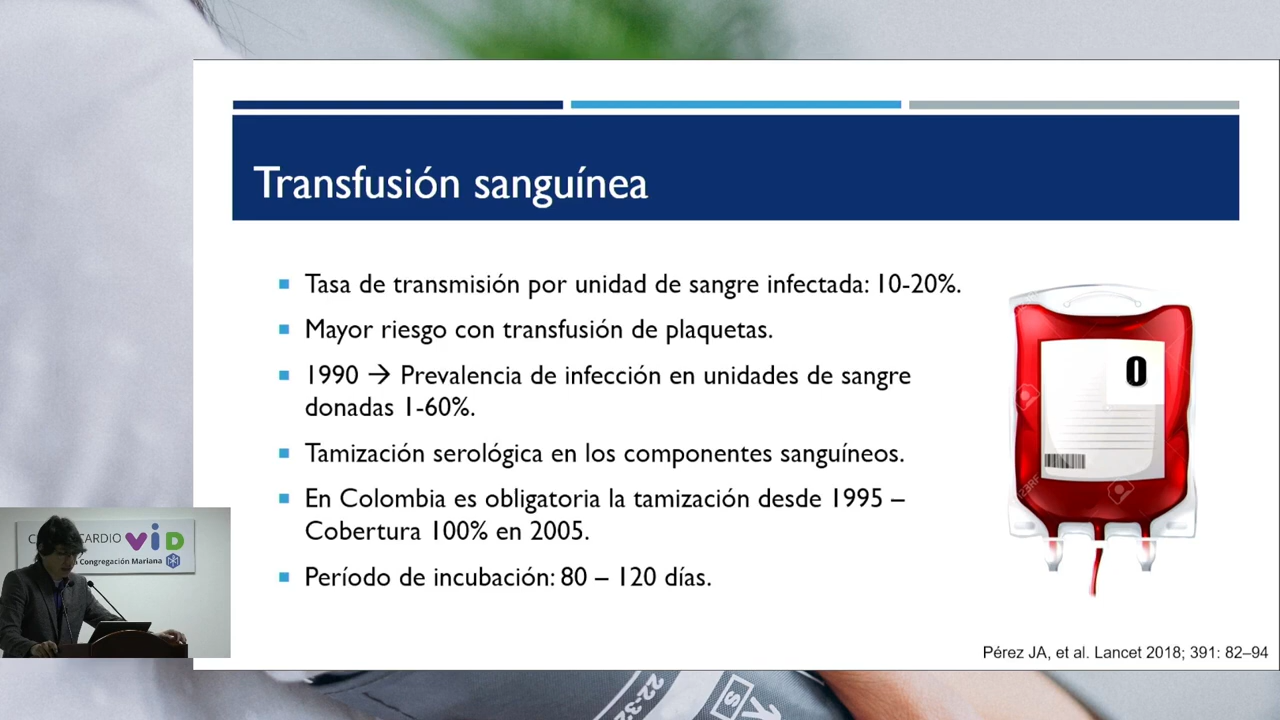 Transfusión sanguínea
Tasa de transmisión por unidad de sangre infectada: 10-20%.
Mayor riesgo con transfusión de plaquetas.
1990 → Prevalencia de infección en unidades de sangre
donadas 1-60%.
Tamización serológica en los componentes sanguíneos.
En Colombia es obligatoria la tamización desde 1995 –
Cobertura 100% en 2005.
Período de incubación: 80 – 120 días.
O
Pérez JA, et al. Lancet 2018; 391: 82–94
CARDIO VID
Congregación Mariana
S